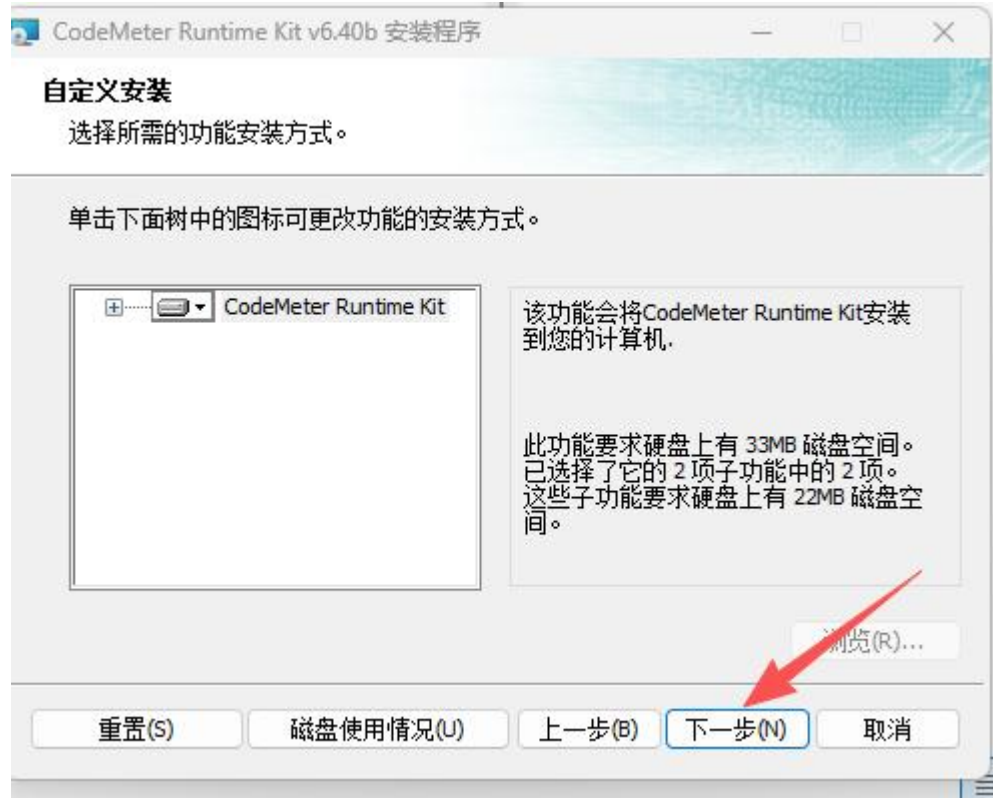 CodeMeter Runtime Kit v6.40b 安装程序
自定义安装
选择所需的功能安装方式。
单击下面树中的图标可更改功能的安装方式。
CodeMeter Runtime Kit
该功能会将CodeMeter Runtime Kit安装
到您的计算机.
此功能要求硬盘上有 33MB 磁盘空间。
已选择了它的 2 项子功能中的 2 项。
这些子功能要求硬盘上有 22MB 磁盘空
间。
浏览(R)...
重置(S)
磁盘使用情况(U)
上一步(B)
下一步(N)
取消